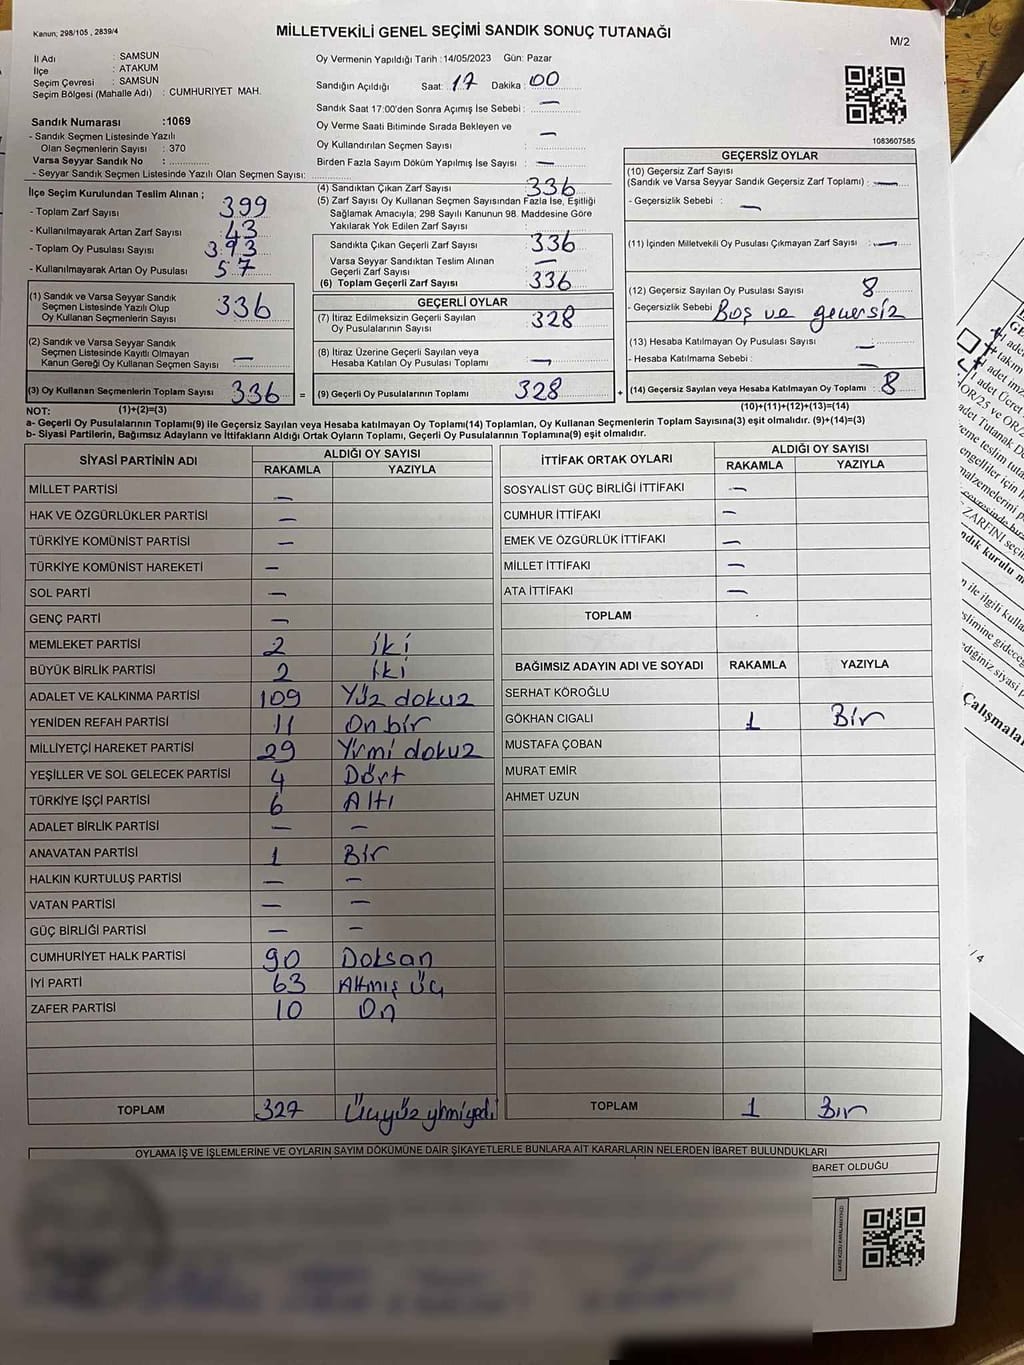 Kanun; 298/105 , 2839/4
MİLLETVEKİLİ GENEL SEÇİMİ SANDIK SONUÇ TUTANAĞI
M/2
İl Adı : SAMSUN
İlçe : ATAKUM
Seçim Çevresi : SAMSUN
Seçim Bölgesi (Mahalle Adı) : CUMHURIYET MAH.
Sandık Numarası :1069
- Sandık Seçmen Listesinde Yazılı
Olan Seçmenlerin Sayısı : 370
Varsa Seyyar Sandık No :
- Seyyar Sandık Seçmen Listesinde Yazılı Olan Seçmen Sayısı:
Oy Vermenin Yapıldığı Tarih :14/05/2023 Gün: Pazar
Sandığın Açıldığı Saat: 17 Dakika : 00
Sandık Saat 17:00'den Sonra Açımış İse Sebebi : —
Oy Verme Saati Bitiminde Sırada Bekleyen ve
Oy Kullandırılan Seçmen Sayısı : —
Birden Fazla Sayım Döküm Yapılmış İse Sayısı : —
1083607585
İlçe Seçim Kurulundan Teslim Alınan ;
- Toplam Zarf Sayısı 399
- Kullanılmayarak Artan Zarf Sayısı 43
- Toplam Oy Pusulası Sayısı 393
- Kullanılmayarak Artan Oy Pusulası 57
(1) Sandık ve Varsa Seyyar Sandık
Seçmen Listesinde Yazılı Olup
Oy Kullanan Seçmenlerin Sayısı 336
(2) Sandık ve Varsa Seyyar Sandık
Seçmen Listesinde Kayıtlı Olmayan
Kanun Gereği Oy Kullanan Seçmen Sayısı —
(3) Oy Kullanan Seçmenlerin Toplam Sayısı 336 =
(4) Sandıktan Çıkan Zarf Sayısı 336
(5) Zarf Sayısı Oy Kullanan Seçmen Sayısından Fazla İse, Eşitliği
Sağlamak Amacıyla; 298 Sayılı Kanunun 98. Maddesine Göre
Yakılarak Yok Edilen Zarf Sayısı :
Sandıkta Çıkan Geçerli Zarf Sayısı 336
Varsa Seyyar Sandıktan Teslim Alınan
Geçerli Zarf Sayısı —
(6) Toplam Geçerli Zarf Sayısı 336
GEÇERLİ OYLAR
(7) İtiraz Edilmeksizin Geçerli Sayılan
Oy Pusulalarının Sayısı 328
(8) İtiraz Üzerine Geçerli Sayılan veya
Hesaba Katılan Oy Pusulası Toplamı —
(9) Geçerli Oy Pusulalarının Toplamı 328 +
GEÇERSİZ OYLAR
(10) Geçersiz Zarf Sayısı
(Sandık ve Varsa Seyyar Sandık Geçersiz Zarf Toplamı) : —
- Geçersizlik Sebebi : —
(11) İçinden Milletvekili Oy Pusulası Çıkmayan Zarf Sayısı : —
(12) Geçersiz Sayılan Oy Pusulası Sayısı 8
- Geçersizlik Sebebi : Boş ve geçersiz
(13) Hesaba Katılmayan Oy Pusulası Sayısı : —
- Hesaba Katılmama Sebebi : —
(14) Geçersiz Sayılan veya Hesaba Katılmayan Oy Toplamı : 8
NOT: (1)+(2)=(3)
(10)+(11)+(12)+(13)=(14)
a- Geçerli Oy Pusulalarının Toplamı(9) ile Geçersiz Sayılan veya Hesaba katılmayan Oy Toplamı(14) Toplamları, Oy Kullanan Seçmenlerin Toplam Sayısına(3) eşit olmalıdır. (9)+(14)=(3)
b- Siyasi Partilerin, Bağımsız Adayların ve İttifakların Aldığı Ortak Oyların Toplamı, Geçerli Oy Pusulalarının Toplamına(9) eşit olmalıdır.
SİYASİ PARTİNİN ADI ALDIĞI OY SAYISI
RAKAMLA YAZIYLA
MİLLET PARTİSİ —
HAK VE ÖZGÜRLÜKLER PARTİSİ —
TÜRKİYE KOMÜNİST PARTİSİ —
TÜRKİYE KOMÜNİST HAREKETİ —
SOL PARTİ —
GENÇ PARTİ —
MEMLEKET PARTİSİ 2 iki
BÜYÜK BİRLİK PARTİSİ 2 iki
ADALET VE KALKINMA PARTİSİ 109 Yüz dokuz
YENİDEN REFAH PARTİSİ 11 On bir
MİLLİYETÇİ HAREKET PARTİSİ 29 Yirmi dokuz
YEŞİLLER VE SOL GELECEK PARTİSİ 4 Dört
TÜRKİYE İŞÇİ PARTİSİ 6 Altı
ADALET BİRLİK PARTİSİ — —
ANAVATAN PARTİSİ 1 Bir
HALKIN KURTULUŞ PARTİSİ — —
VATAN PARTİSİ — —
GÜÇ BİRLİĞİ PARTİSİ — —
CUMHURİYET HALK PARTİSİ 90 Doksan
İYİ PARTİ 63 Altmış üç
ZAFER PARTİSİ 10 On
TOPLAM 327 Üçyüz yirmiyedi
İTTİFAK ORTAK OYLARI ALDIĞI OY SAYISI
RAKAMLA YAZIYLA
SOSYALİST GÜÇ BİRLİĞİ İTTİFAKI —
CUMHUR İTTİFAKI —
EMEK VE ÖZGÜRLÜK İTTİFAKI —
MİLLET İTTİFAKI —
ATA İTTİFAKI —
TOPLAM
BAĞIMSIZ ADAYIN ADI VE SOYADI RAKAMLA YAZIYLA
SERHAT KÖROĞLU
GÖKHAN CIGALI 1 Bir
MUSTAFA ÇOBAN
MURAT EMİR
AHMET UZUN
TOPLAM 1 Bir
OYLAMA İŞ VE İŞLEMLERİNE VE OYLARIN SAYIM DÖKÜMÜNE DAİR ŞİKAYETLERLE BUNLARA AİT KARARLARIN NELERDEN İBARET BULUNDUKLARI
BARET OLDUĞU